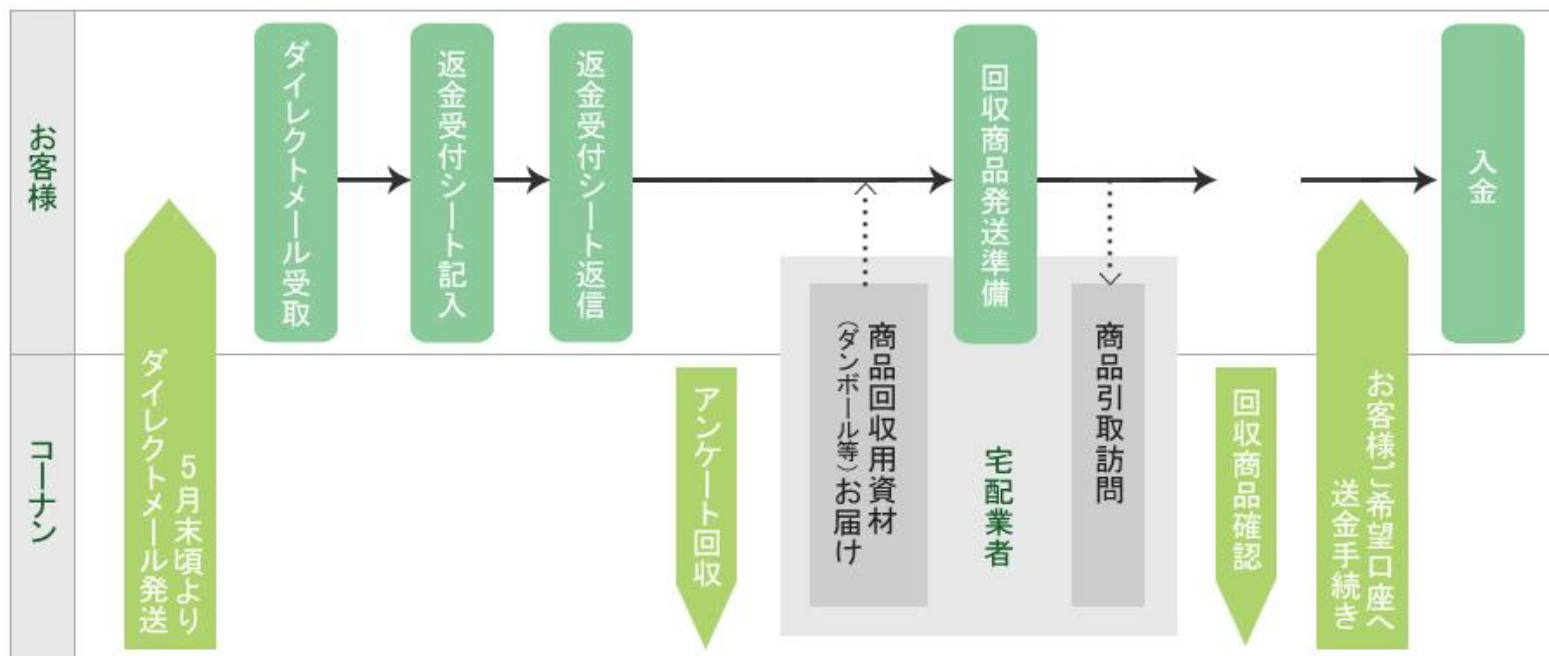 お客様
ダイレクトメール受取
返金受付シート記入
返金受付シート返信
回収商品発送準備
入金
コーナン
5月末頃より
ダイレクトメール発送
アンケート回収
商品回収用資材
(ダンボール等)お届け
宅配業者
商品引取訪問
回収商品確認
お客様ご希望口座へ
送金手続き